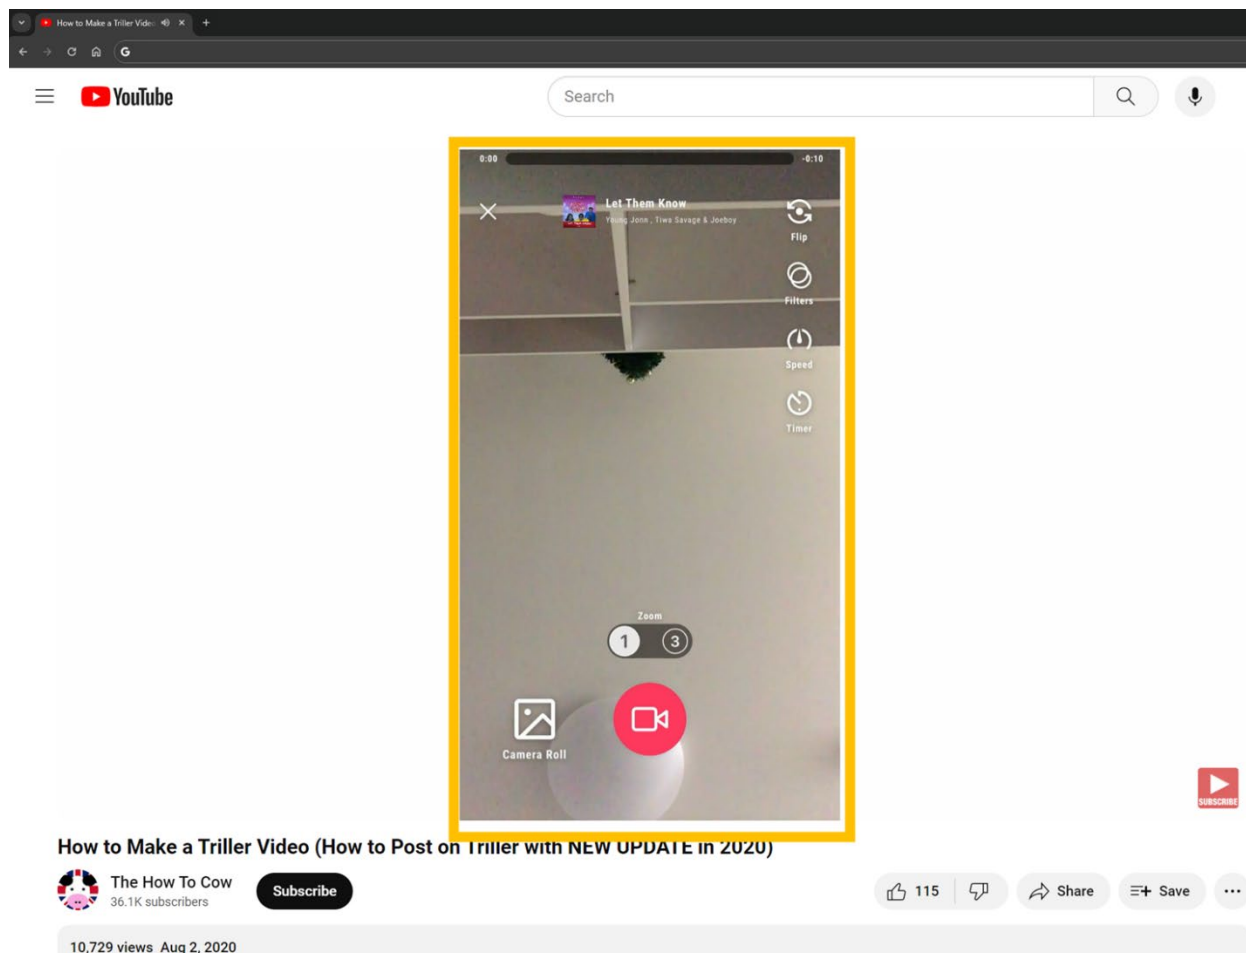 How to Make a Triller Vide
G
YouTube
Search
0:00
-0:10
Let Them Know
Young Jonn , Tiwa Savage & Joeboy
Flip
Filters
Speed
Timer
Zoom
1 3
Camera Roll
SUBSCRIBE
How to Make a Triller Video (How to Post on Triller with NEW UPDATE in 2020)
The How To Cow
36.1K subscribers
Subscribe
115
Share
Save
10,729 views Aug 2, 2020